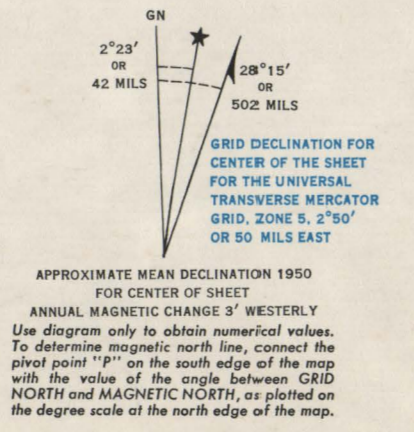 GN
2°23′
OR
42 MILS
28°15′
OR
502 MILS
GRID DECLINATION FOR
CENTER OF THE SHEET
FOR THE UNIVERSAL
TRANSVERSE MERCATOR
GRID, ZONE 5, 2°50′
OR 50 MILS EAST
APPROXIMATE MEAN DECLINATION 1950
FOR CENTER OF SHEET
ANNUAL MAGNETIC CHANGE 3′ WESTERLY
Use diagram only to obtain numerical values.
To determine magnetic north line, connect the
pivot point "P" on the south edge of the map
with the value of the angle between GRID
NORTH and MAGNETIC NORTH, as plotted on
the degree scale at the north edge of the map.